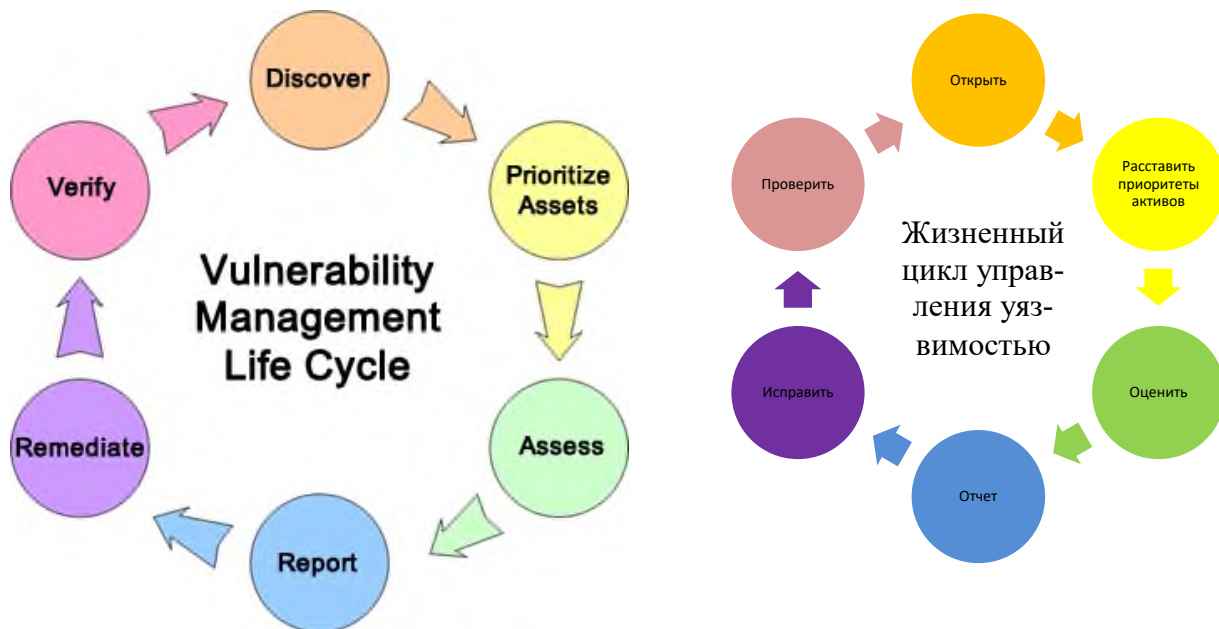 Discover
Prioritize
Assets
Verify
Vulnerability
Management
Life Cycle
Remediate
Assess
Report
Открыть
Расставить
приоритеты
активов
Проверить
Жизненный
цикл управ-
ления уяз-
вимостью
Исправить
Оценить
Отчет